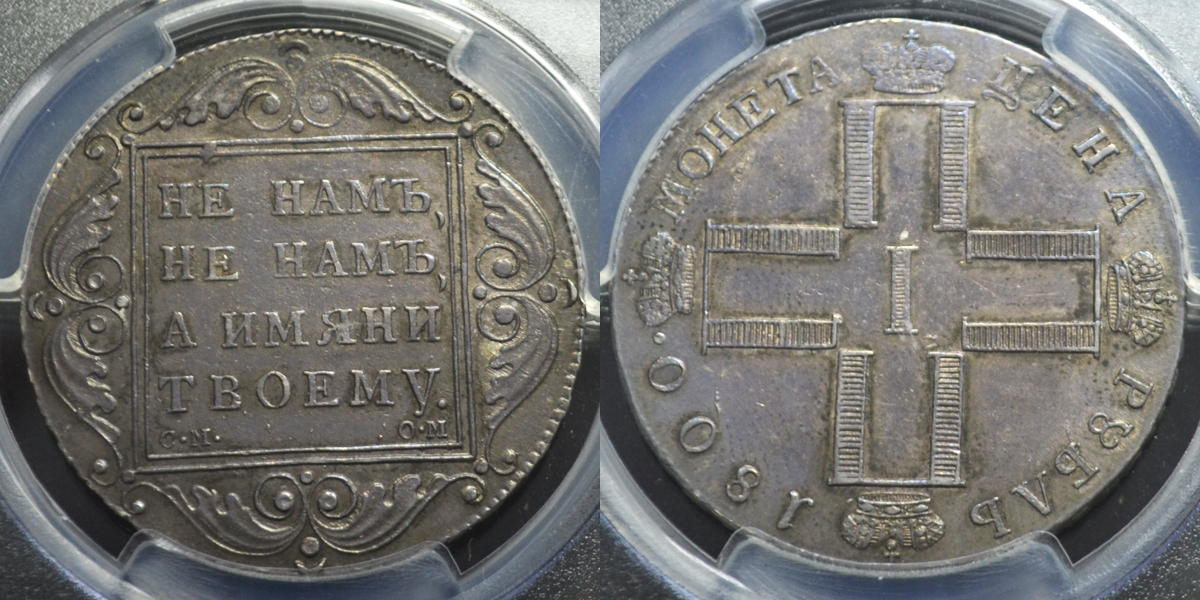 НЕ НАМЪ,
НЕ НАМЪ,
А ИМЯНИ
ТВОЕМУ.
С·М· О·М
МОНЕТА ЦЕНА РУБЛЬ 1800·
I